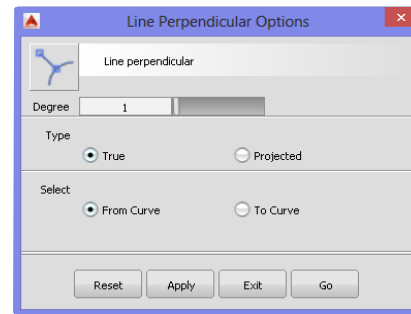 Line Perpendicular Options
Line perpendicular
Degree 1
Type
True Projected
Select
From Curve To Curve
Reset Apply Exit Go